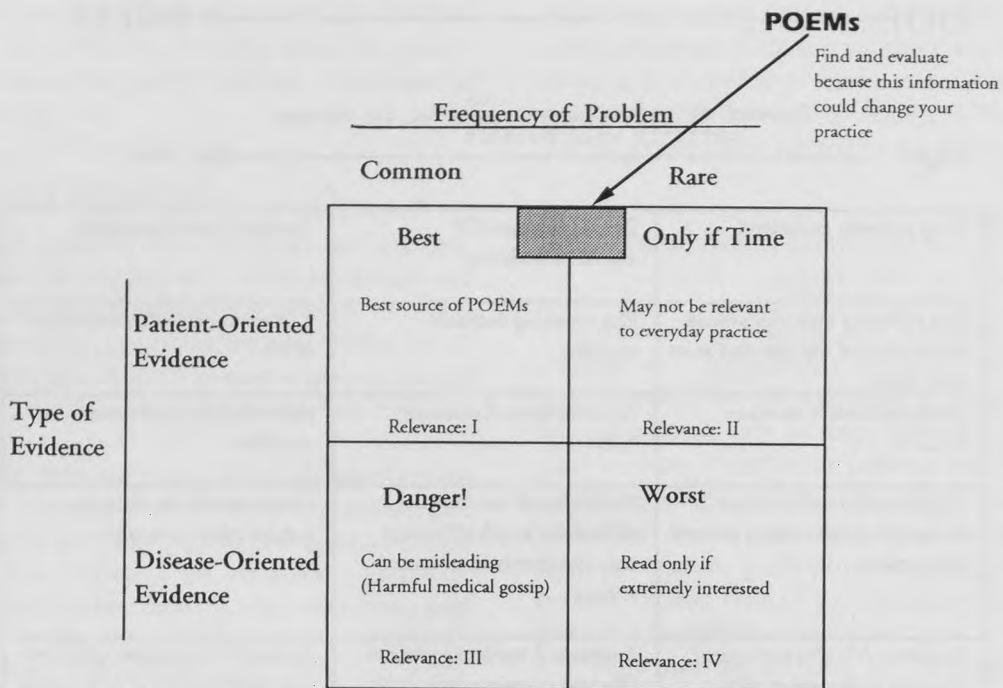 POEMs
Find and evaluate
because this information
could change your
practice
Frequency of Problem
Common
Rare
Best
Only if Time
Best source of POEMs
May not be relevant
everyday practice
Patient-Oriented
Evidence
Relevance: I
Relevance: II
Type of
Evidence
Danger!
Worst
Disease-Oriented
Evidence
Can be misleading
(Harmful medical gossip)
Read only if
extremely interested
Relevance: III
Relevance: IV